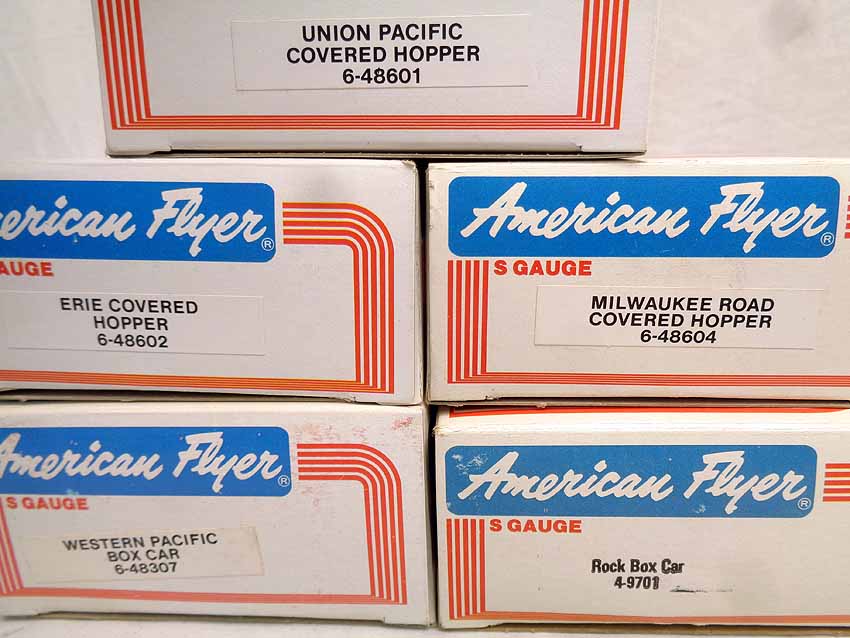 UNION PACIFIC
COVERED HOPPER
6-48601
American Flyer®
AUGE
ERIE COVERED
HOPPER
6-48602
American Flyer®
S GAUGE
MILWAUKEE ROAD
COVERED HOPPER
6-48604
American Flyer®
S GAUGE
WESTERN PACIFIC
BOX CAR
6-48307
American Flyer®
S GAUGE
Rock Box Car
4-9701